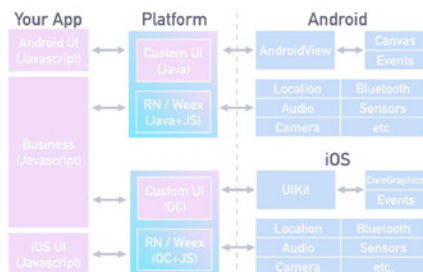 Your App
Platform
Android
Android UI
(Javascript)
Custom UI
(Java)
AndroidView
Canvas
Events
RN / Weex
(Java+JS)
Location
Bluetooth
Audio
Sensors
Camera
etc.
Business
(Javascript)
iOS
Custom UI
(OC)
UIKit
CoreGraphics
Events
iOS UI
(Javascript)
RN / Weex
(OC+JS)
Location
Bluetooth
Audio
Sensors
Camera
etc.